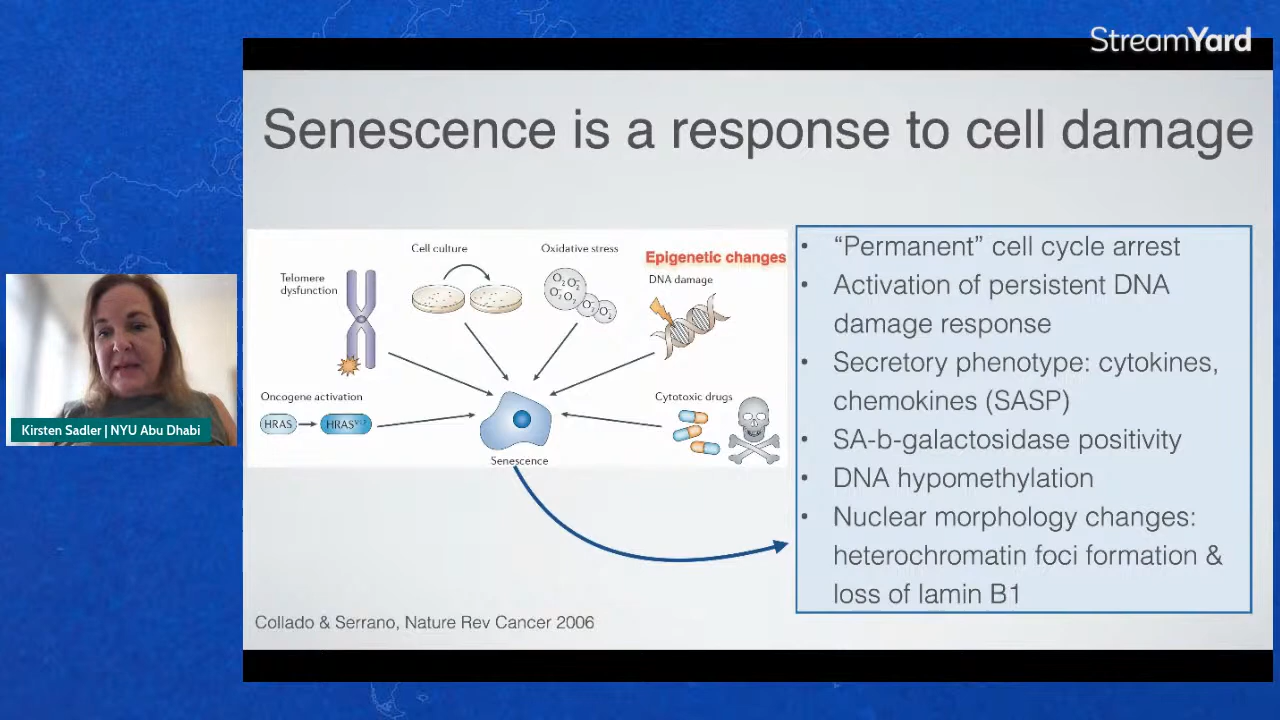 StreamYard
Senescence is a response to cell damage
Cell culture
Oxidative stress
Epigenetic changes
DNA damage
Telomere
dysfunction
Oncogene activation
Cytotoxic drugs
HRAS
Senescence
• “Permanent” cell cycle arrest
• Activation of persistent DNA
damage response
• Secretory phenotype: cytokines,
chemokines (SASP)
• SA-b-galactosidase positivity
• DNA hypomethylation
• Nuclear morphology changes:
heterochromatin foci formation &
loss of lamin B1
Collado & Serrano, Nature Rev Cancer 2006
Kirsten Sadler | NYU Abu Dhabi